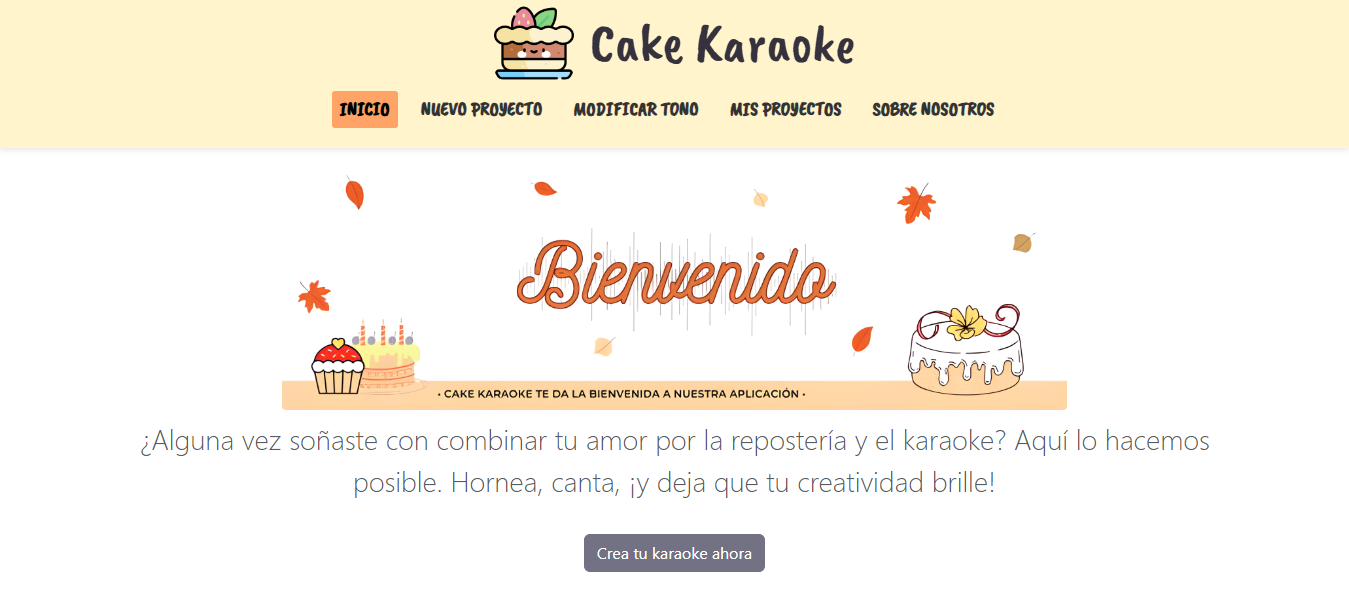 Cake Karaoke
INICIO NUEVO PROYECTO MODIFICAR TONO MIS PROYECTOS SOBRE NOSOTROS
Bienvenido
• CAKE KARAOKE TE DA LA BIENVENIDA A NUESTRA APLICACIÓN •
¿Alguna vez soñaste con combinar tu amor por la repostería y el karaoke? Aquí lo hacemos
posible. Hornea, canta, ¡y deja que tu creatividad brille!
Crea tu karaoke ahora